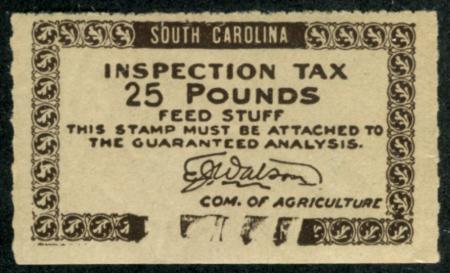 SOUTH CAROLINA
INSPECTION TAX
25 POUNDS
FEED STUFF
THIS STAMP MUST BE ATTACHED TO
THE GUARANTEED ANALYSIS.
E J Watson
COM. OF AGRICULTURE